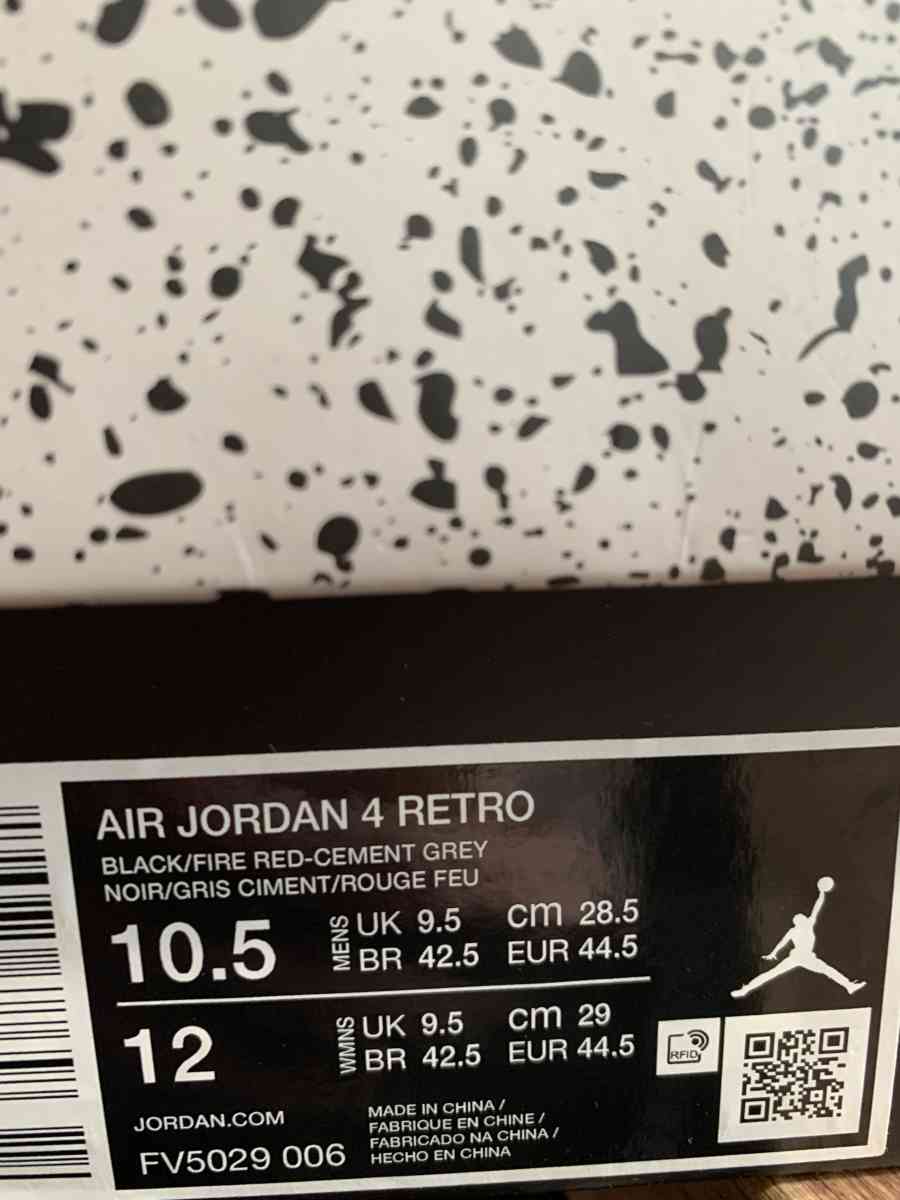 AIR JORDAN 4 RETRO
BLACK/FIRE RED-CEMENT GREY
NOIR/GRIS CIMENT/ROUGE FEU
10.5 MENS UK 9.5 cm 28.5
BR 42.5 EUR 44.5
12 WMNS UK 9.5 cm 29
BR 42.5 EUR 44.5
RFID
JORDAN.COM
FV5029 006
MADE IN CHINA /
FABRIQUE EN CHINE /
FABRICADO NA CHINA /
HECHO EN CHINA